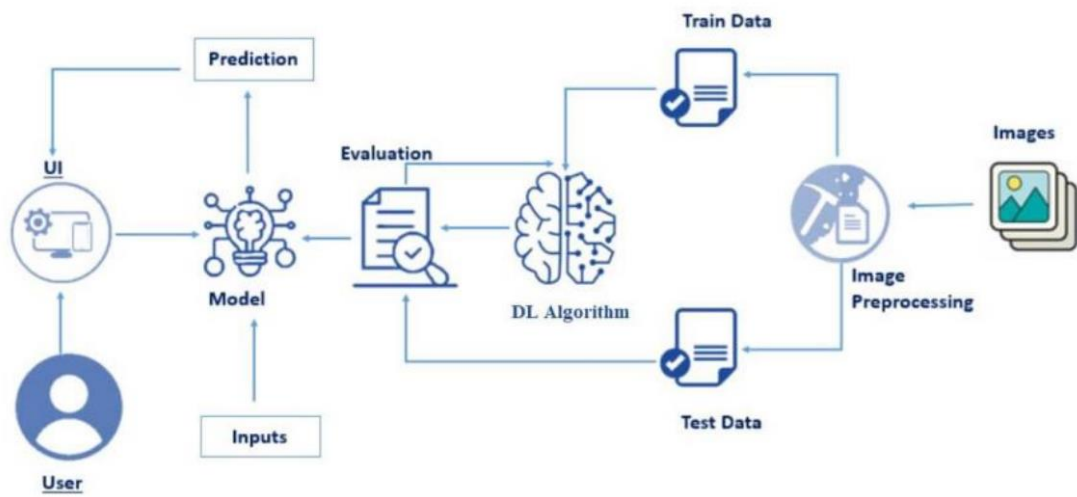 Train Data
Prediction
Images
Evaluation
UI
Image
Preprocessing
Model
DL Algorithm
Test Data
Inputs
User